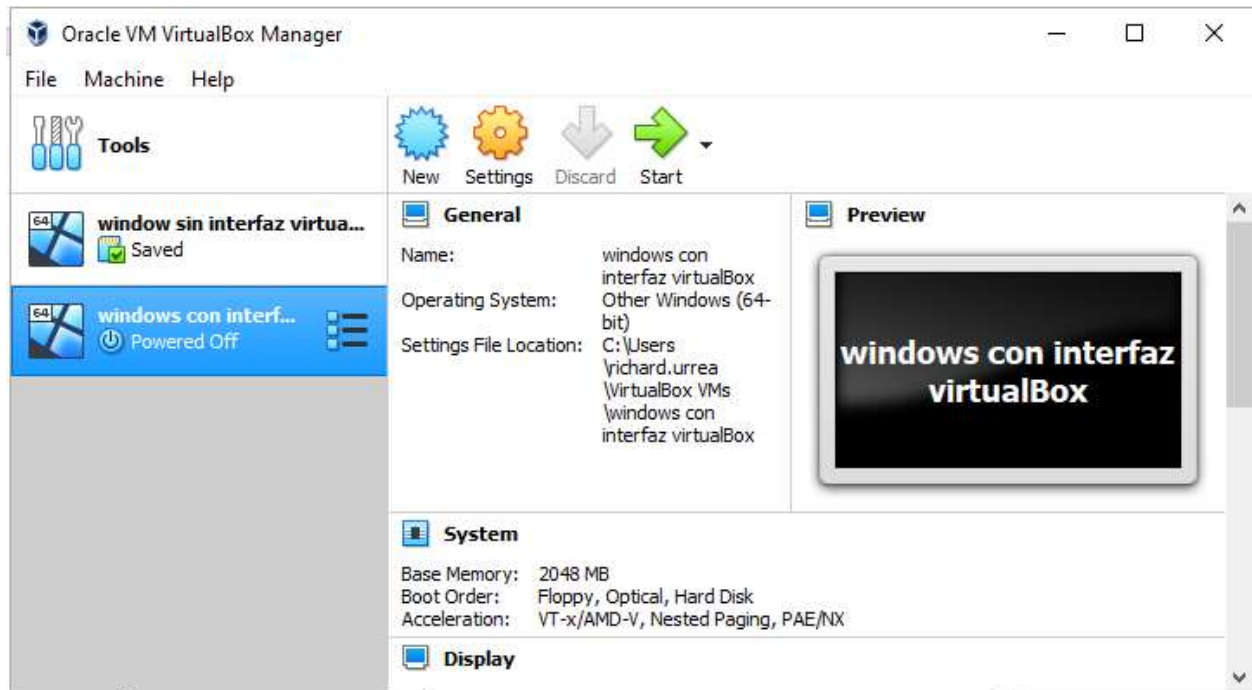 Oracle VM VirtualBox Manager
File Machine Help
Tools
New Settings Discard Start
64 window sin interfaz virtua...
Saved
64 windows con interf...
Powered Off
General
Name: windows con
interfaz virtualBox
Operating System: Other Windows (64-
bit)
Settings File Location: C:\Users
\richard.urrea
\VirtualBox VMs
\windows con
interfaz virtualBox
Preview
windows con interfaz
virtualBox
System
Base Memory: 2048 MB
Boot Order: Floppy, Optical, Hard Disk
Acceleration: VT-x/AMD-V, Nested Paging, PAE/NX
Display